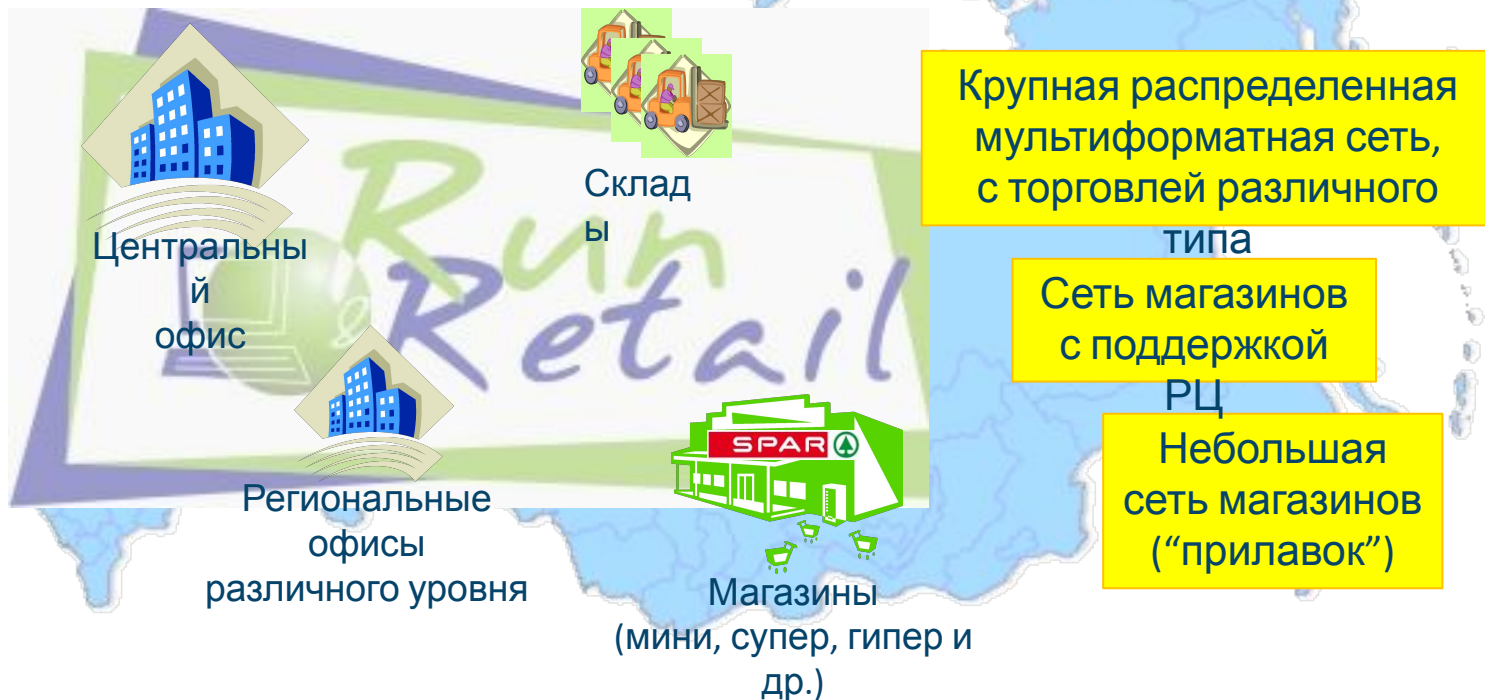 Центральны
й
офис
Склад
ы
Run
Retail
e
Региональные
офисы
различного уровня
SPAR
Магазины
(мини, супер, гипер и
др.)
Крупная распределенная
мультиформатная сеть,
с торговлей различного
типа
Сеть магазинов
с поддержкой
РЦ
Небольшая
сеть магазинов
(“прилавок”)